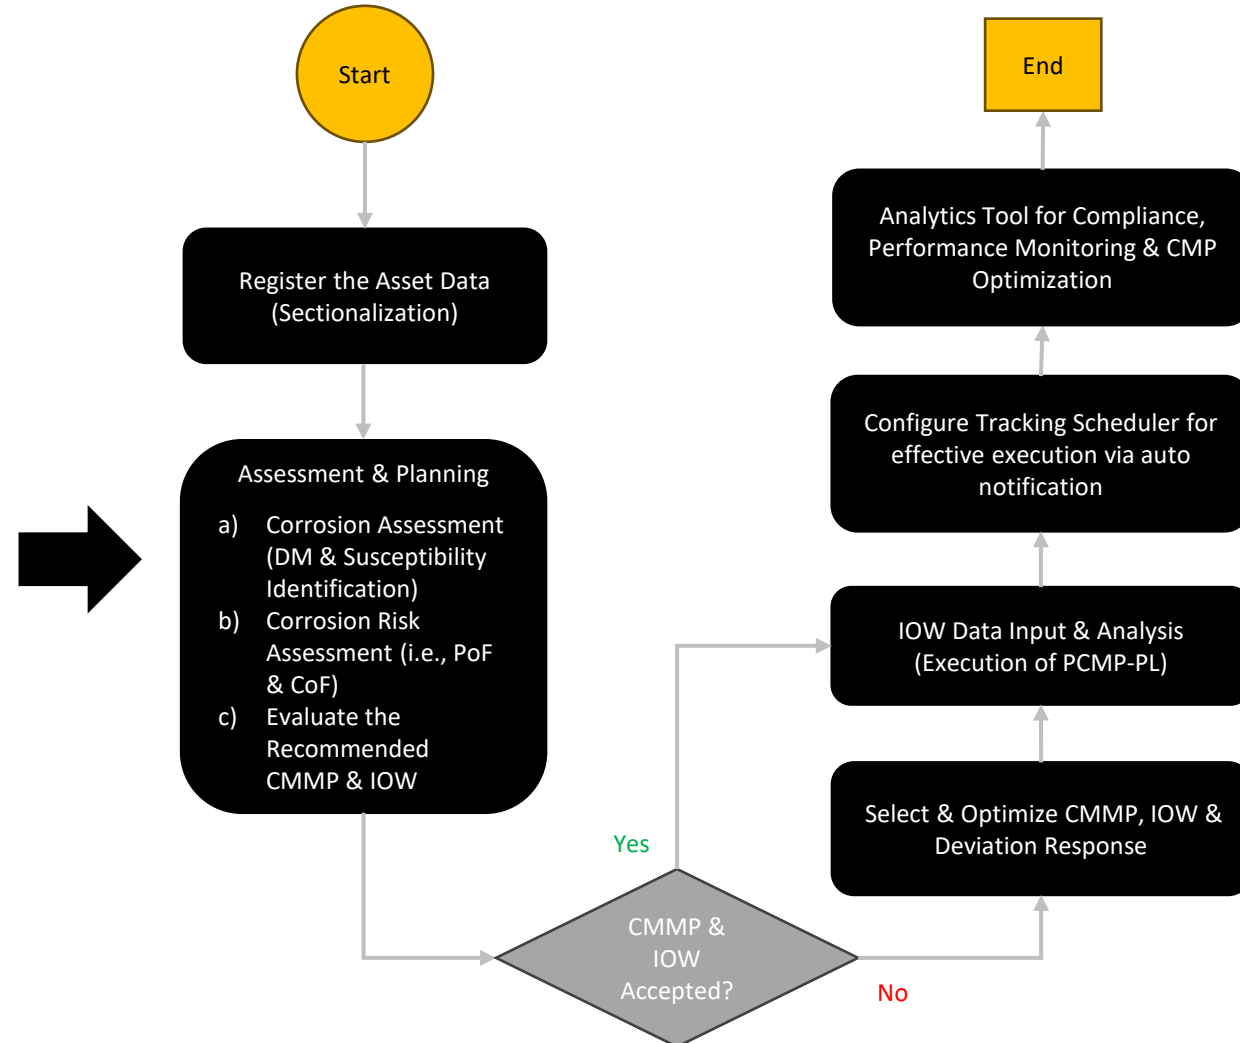 Start
Register the Asset Data
(Sectionalization)
Assessment & Planning
a) Corrosion Assessment
(DM & Susceptibility
Identification)
b) Corrosion Risk
Assessment (i.e., PoF
& CoF)
c) Evaluate the
Recommended
CMMP & IOW
CMMP &
IOW
Accepted?
Yes
No
Select & Optimize CMMP, IOW &
Deviation Response
IOW Data Input & Analysis
(Execution of PCMP-PL)
Configure Tracking Scheduler for
effective execution via auto
notification
Analytics Tool for Compliance,
Performance Monitoring & CMP
Optimization
End